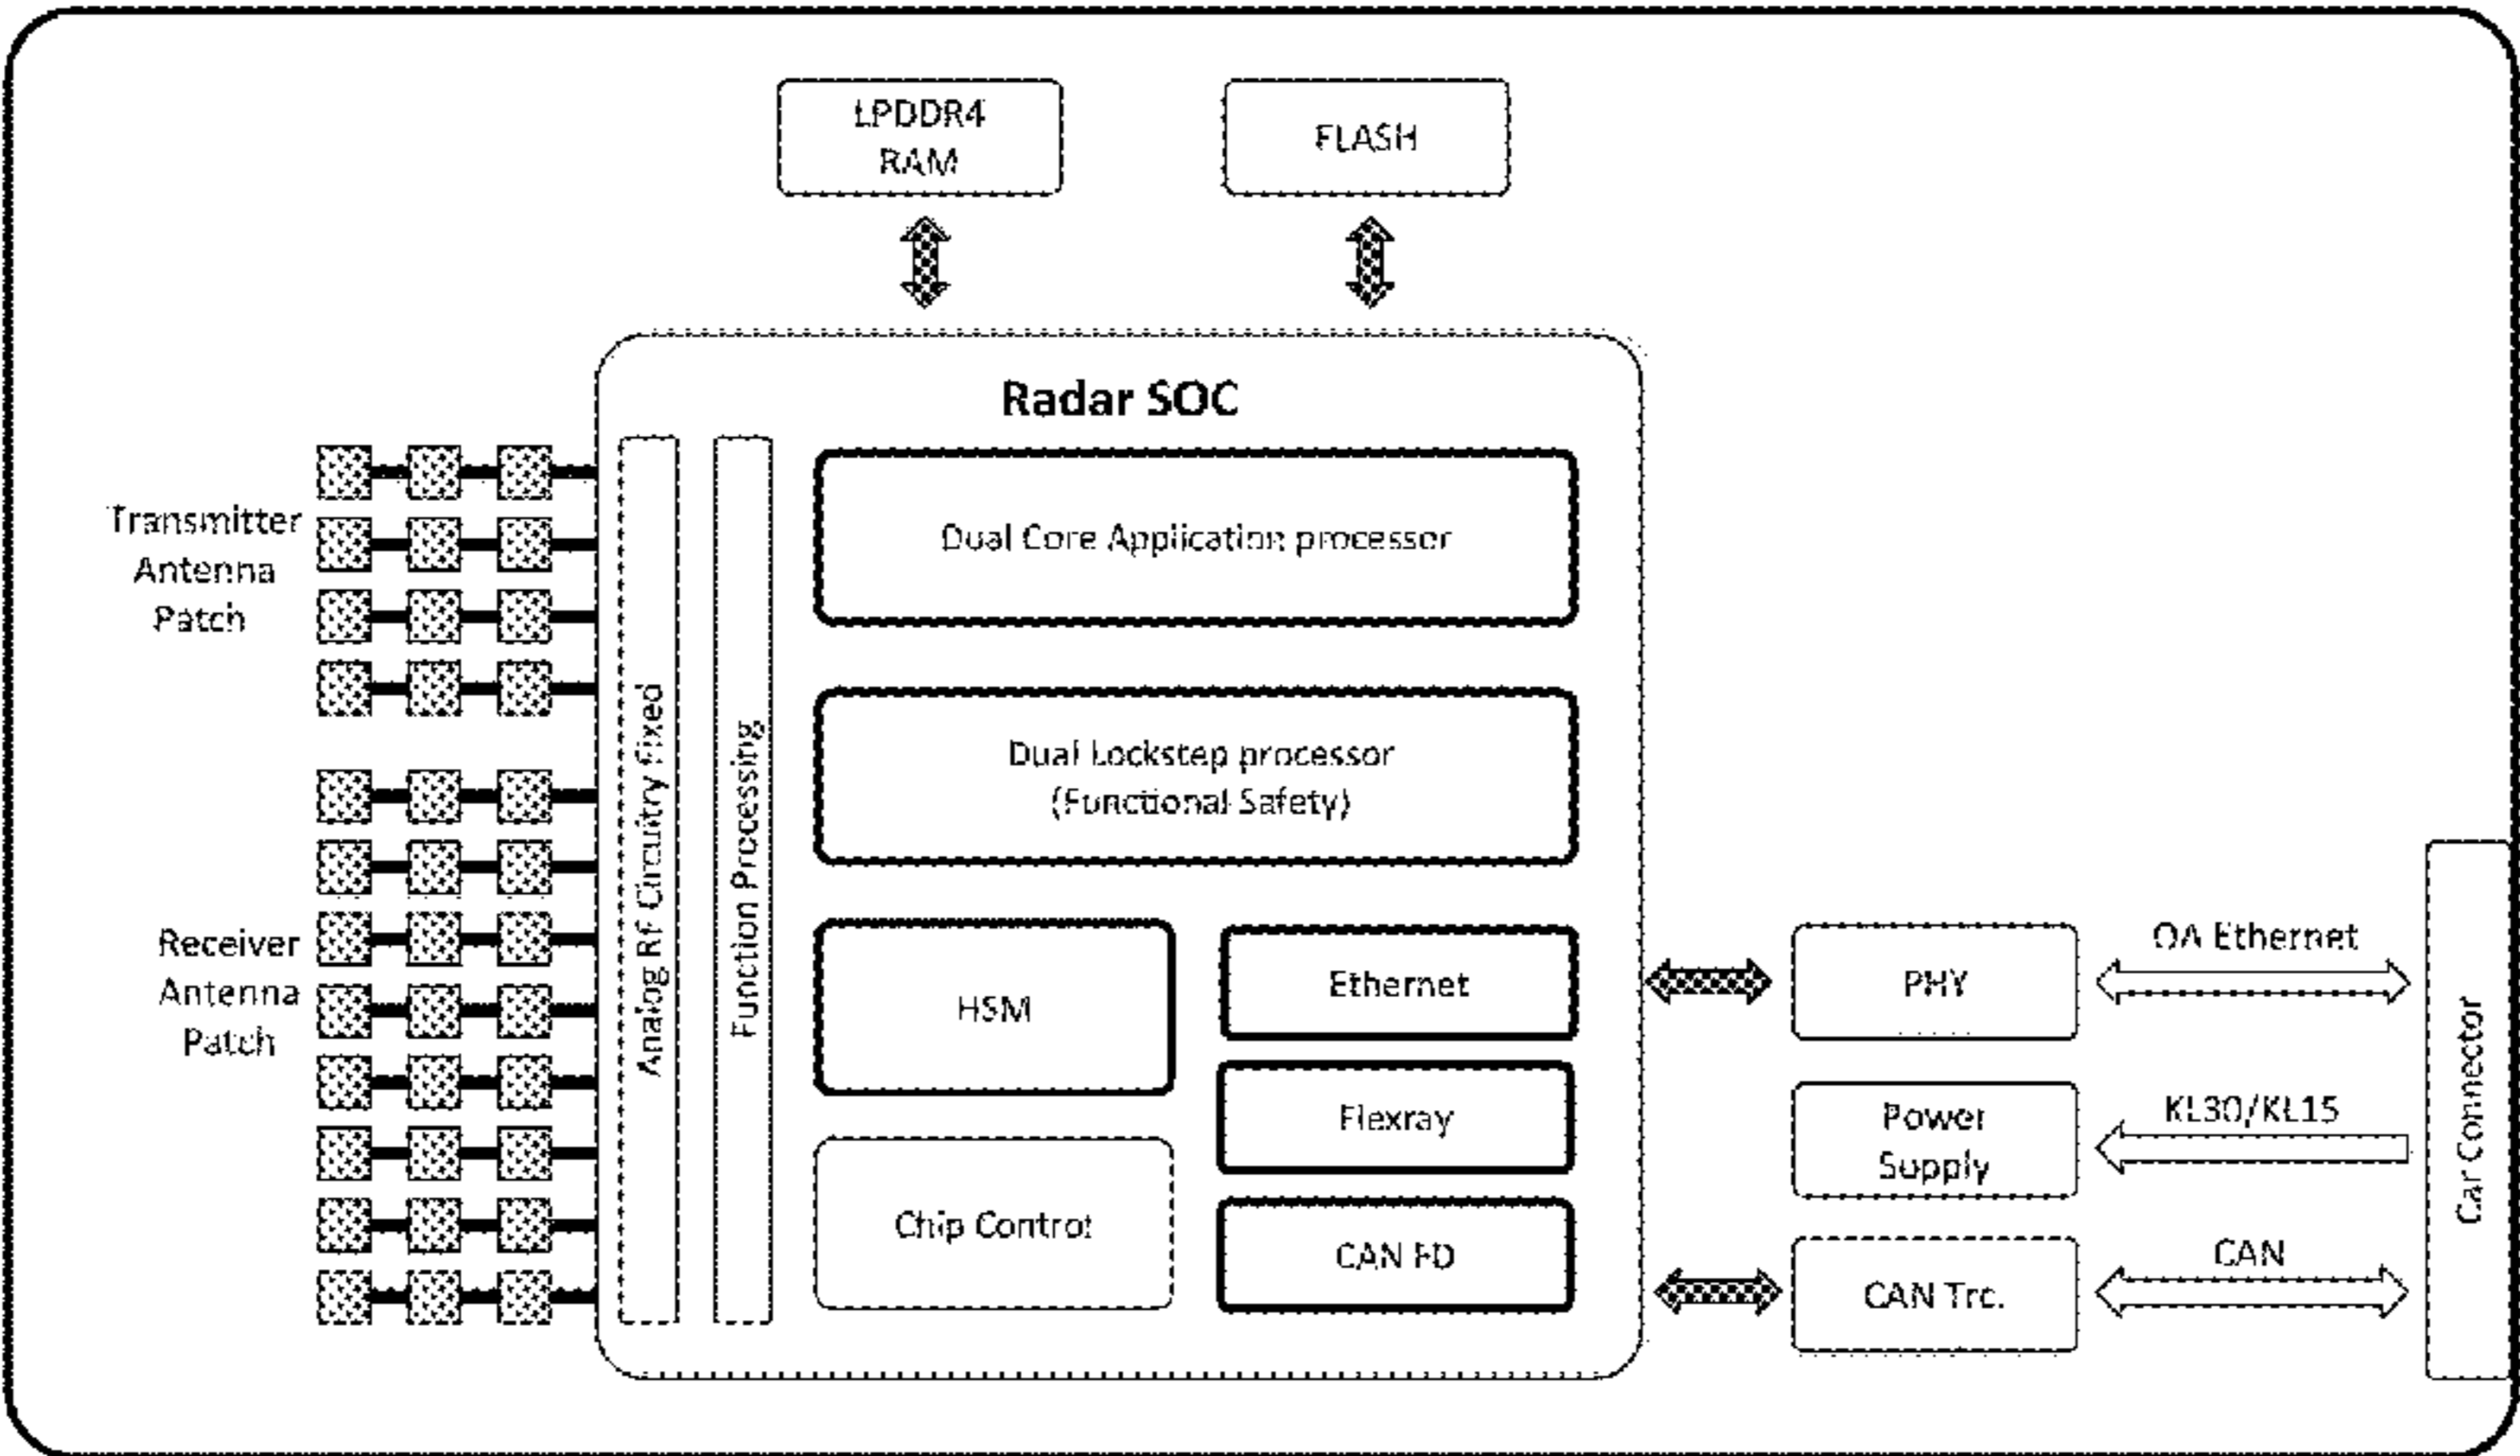 LPDDR4
RAM
FLASH
Radar SOC
Transmitter
Antenna
Patch
Receiver
Antenna
Patch
Analog Rf Circuitry Fixed
Function Processing
Dual Core Application processor
Dual Lockstep processor
(Functional Safety)
HSM
Chip Control
Ethernet
Flexray
CAN FD
PHY
Power
Supply
CAN Trc.
OA Ethernet
KL30/KL15
CAN
Car Connector